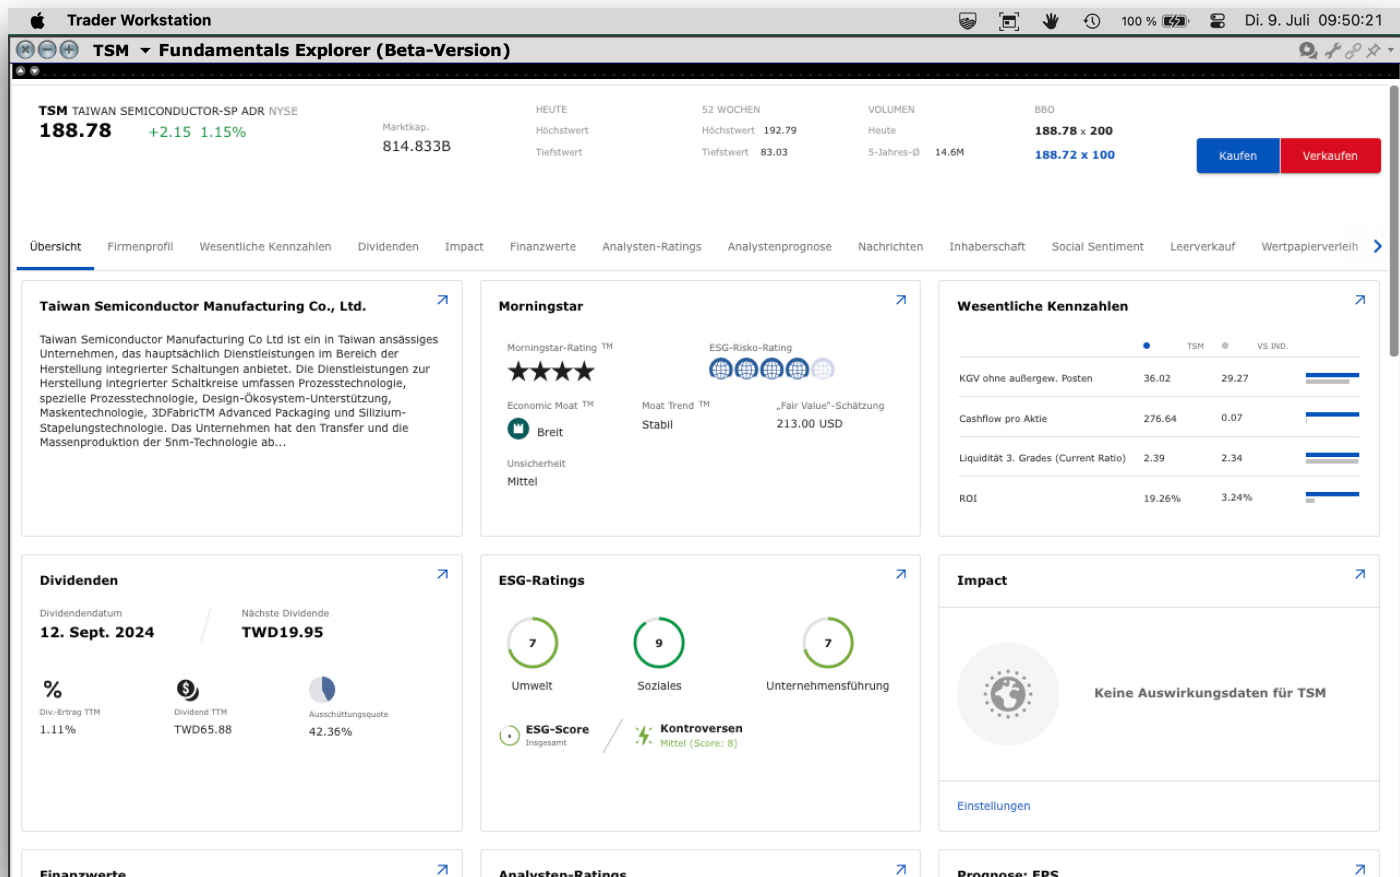 Trader Workstation
100 %
Di. 9. Juli 09:50:21
TSM Fundamentals Explorer (Beta-Version)
TSM TAIWAN SEMICONDUCTOR-SP ADR NYSE
188.78 +2.15 1.15%
Marktkap.
814.833B
HEUTE
Höchstwert
Tiefstwert
52 WOCHEN
Höchstwert 192.79
Tiefstwert 83.03
VOLUMEN
Heute
5-Jahres-Ø 14.6M
BBO
188.78 x 200
188.72 x 100
Kaufen
Verkaufen
Übersicht Firmenprofil Wesentliche Kennzahlen Dividenden Impact Finanzwerte Analysten-Ratings Analystenprognose Nachrichten Inhaberschaft Social Sentiment Leerverkauf Wertpapierverleih
Taiwan Semiconductor Manufacturing Co., Ltd.
Taiwan Semiconductor Manufacturing Co Ltd ist ein in Taiwan ansässiges
Unternehmen, das hauptsächlich Dienstleistungen im Bereich der
Herstellung integrierter Schaltungen anbietet. Die Dienstleistungen zur
Herstellung integrierter Schaltkreise umfassen Prozesstechnologie,
spezielle Prozesstechnologie, Design-Ökosystem-Unterstützung,
Maskentechnologie, 3DFabricTM Advanced Packaging und Silizium-
Stapelungstechnologie. Das Unternehmen hat den Transfer und die
Massenproduktion der 5nm-Technologie ab...
Morningstar
Morningstar-Rating TM
ESG-Risko-Rating
Economic Moat TM
Breit
Moat Trend TM
Stabil
„Fair Value"-Schätzung
213.00 USD
Unsicherheit
Mittel
Wesentliche Kennzahlen
TSM VS IND.
KGV ohne außergew. Posten 36.02 29.27
Cashflow pro Aktie 276.64 0.07
Liquidität 3. Grades (Current Ratio) 2.39 2.34
ROI 19.26% 3.24%
Dividenden
Dividendendatum
12. Sept. 2024
Nächste Dividende
TWD19.95
%
Div.-Ertrag TTM
1.11%
Dividend TTM
TWD65.88
Ausschüttungsquote
42.36%
ESG-Ratings
7
Umwelt
9
Soziales
7
Unternehmensführung
ESG-Score
Insgesamt
Kontroversen
Mittel (Score: 8)
Impact
Keine Auswirkungsdaten für TSM
Einstellungen
Finanzwerte
Analysten-Ratings
Prognose: EPS